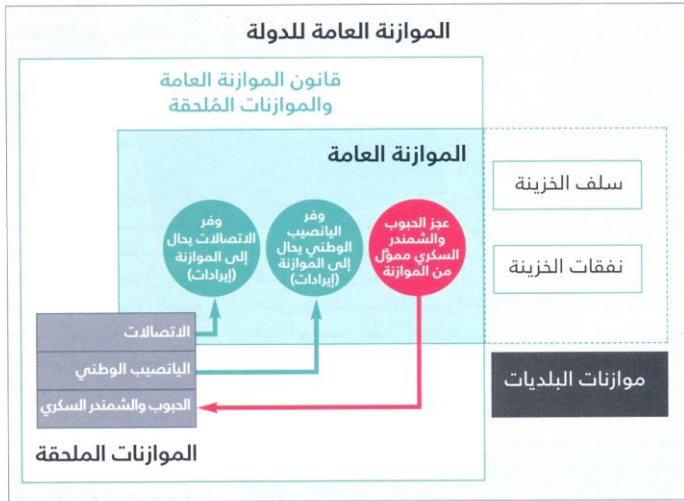 الموازنة العامة للدولة
قانون الموازنة العامة
والموازنات المُلحقة
الموازنة العامة
سلف الخزينة
نفقات الخزينة
عجز الحبوب
والشمندر
السكري مموّل
من الموازنة
وفر
اليانصيب
الوطني يحال
إلى الموازنة
(إيرادات)
وفر
الاتصالات يحال
إلى الموازنة
(إيرادات)
الاتصالات
اليانصيب الوطني
الحبوب والشمندر السكري
موازنات البلديات
الموازنات الملحقة